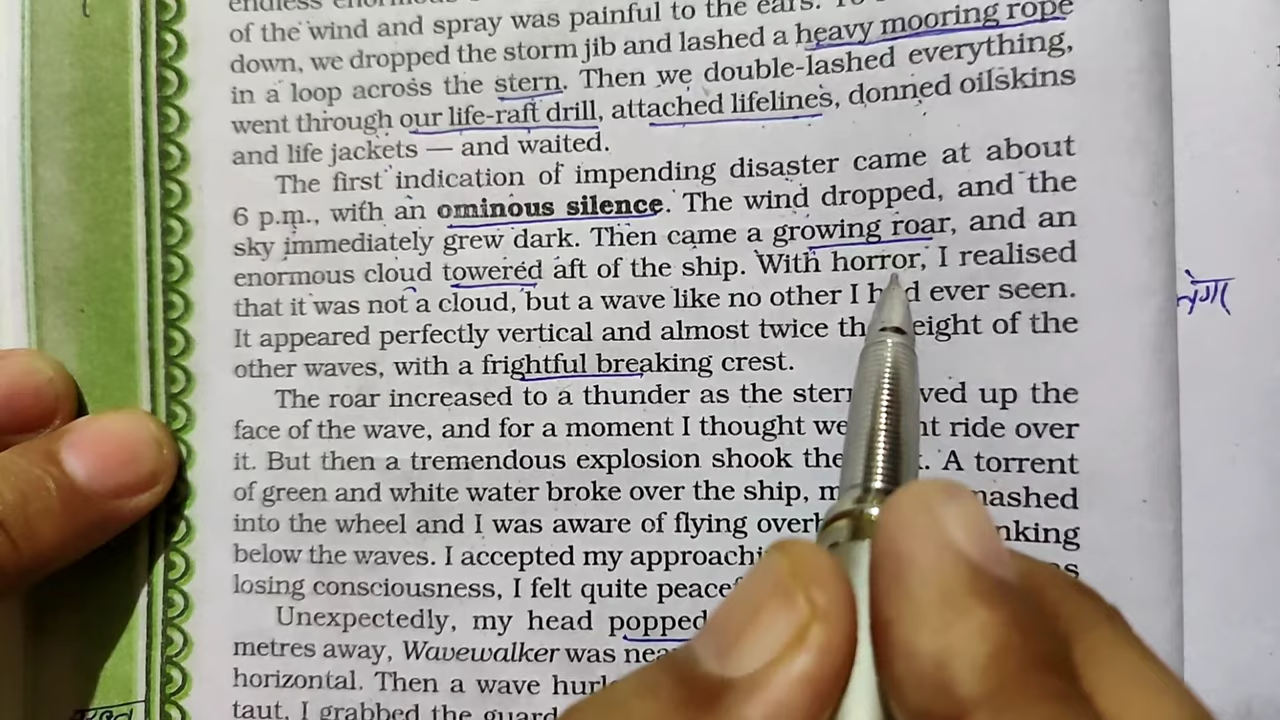 of the wind and spray was painful to the ears. To
down, we dropped the storm jib and lashed a heavy mooring rope
in a loop across the stern. Then we double-lashed everything,
went through our life-raft drill, attached lifelines, donned oilskins
and life jackets — and waited.
The first indication of impending disaster came at about
6 p.m., with an ominous silence. The wind dropped, and the
sky immediately grew dark. Then came a growing roar, and an
enormous cloud towered aft of the ship. With horror, I realised
that it was not a cloud, but a wave like no other I had ever seen.
It appeared perfectly vertical and almost twice the height of the
other waves, with a frightful breaking crest.
The roar increased to a thunder as the stern up the
face of the wave, and for a moment I thought we ride over
it. But then a tremendous explosion shook the A torrent
of green and white water broke over the ship,
into the wheel and I was aware of flying
below the waves. I accepted my
losing consciousness, I felt quite
Unexpectedly, my head popped
metres away, Wavewalker was
horizontal. Then a wave
taut, I grabbed the